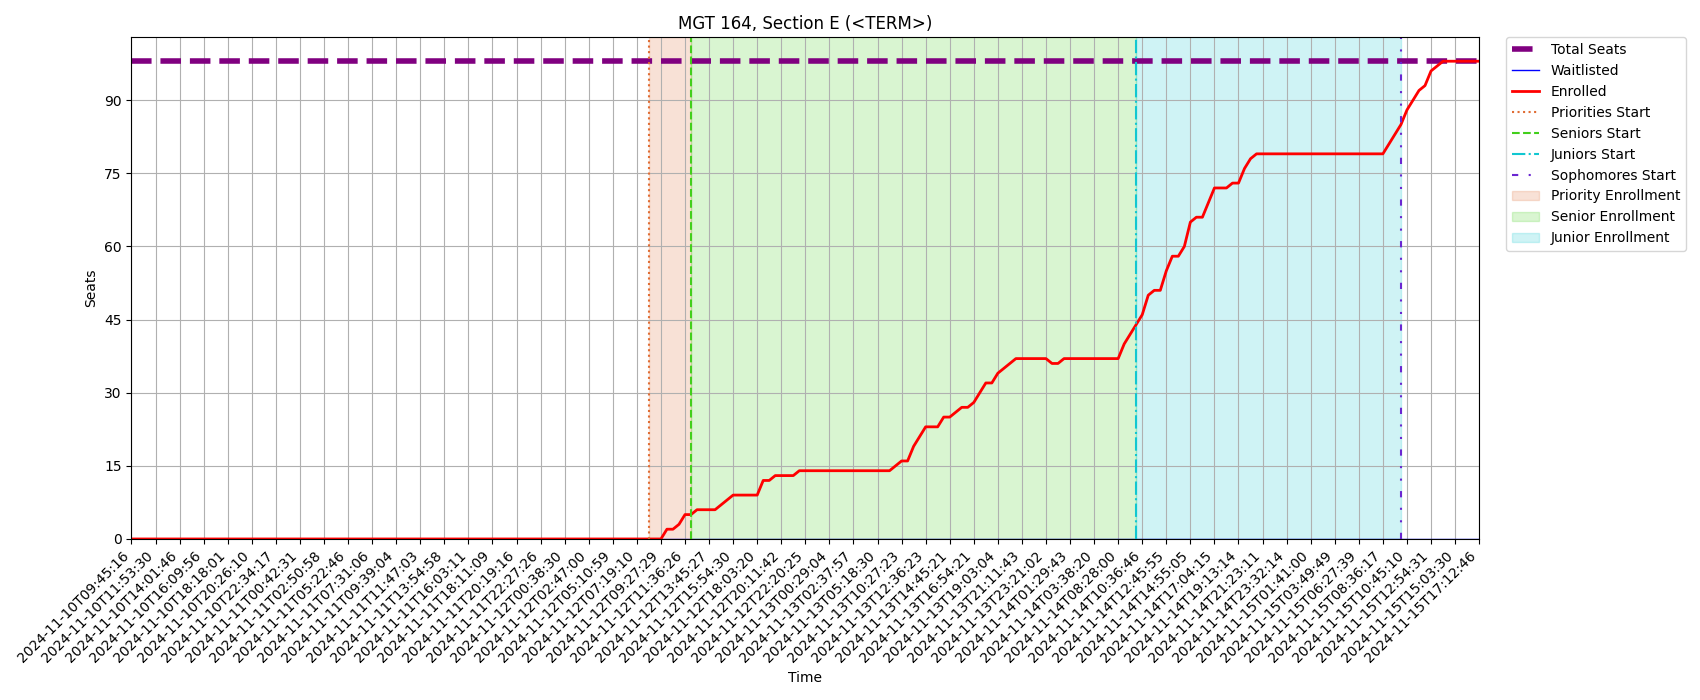 MGT 164, Section E (<TERM>)
Total Seats
Waitlisted
Enrolled
Priorities Start
Seniors Start
Juniors Start
Sophomores Start
Priority Enrollment
Senior Enrollment
Junior Enrollment
Seats
90
75
60
45
30
15
0
2024-11-10T09:45:16
2024-11-10T11:53:30
2024-11-10T14:01:46
2024-11-10T16:09:56
2024-11-10T18:18:01
2024-11-10T20:26:10
2024-11-10T22:34:17
2024-11-11T00:42:31
2024-11-11T02:50:58
2024-11-11T05:22:46
2024-11-11T07:31:06
2024-11-11T09:39:04
2024-11-11T11:47:03
2024-11-11T13:54:58
2024-11-11T16:03:11
2024-11-11T18:11:09
2024-11-11T20:19:16
2024-11-11T22:27:26
2024-11-12T00:38:30
2024-11-12T02:47:00
2024-11-12T05:10:59
2024-11-12T07:19:10
2024-11-12T09:27:29
2024-11-12T11:36:26
2024-11-12T13:45:27
2024-11-12T15:54:30
2024-11-12T18:03:20
2024-11-12T20:11:42
2024-11-12T22:20:25
2024-11-13T00:29:04
2024-11-13T02:37:57
2024-11-13T05:18:30
2024-11-13T10:27:23
2024-11-13T12:36:23
2024-11-13T14:45:21
2024-11-13T16:54:21
2024-11-13T19:03:04
2024-11-13T21:11:43
2024-11-13T23:21:02
2024-11-14T01:29:43
2024-11-14T03:38:20
2024-11-14T08:28:00
2024-11-14T10:36:46
2024-11-14T12:45:55
2024-11-14T14:55:05
2024-11-14T17:04:15
2024-11-14T19:13:14
2024-11-14T21:23:11
2024-11-14T23:32:14
2024-11-15T01:41:00
2024-11-15T03:49:49
2024-11-15T06:27:39
2024-11-15T08:36:17
2024-11-15T10:45:10
2024-11-15T12:54:31
2024-11-15T15:03:30
2024-11-15T17:12:46
Time